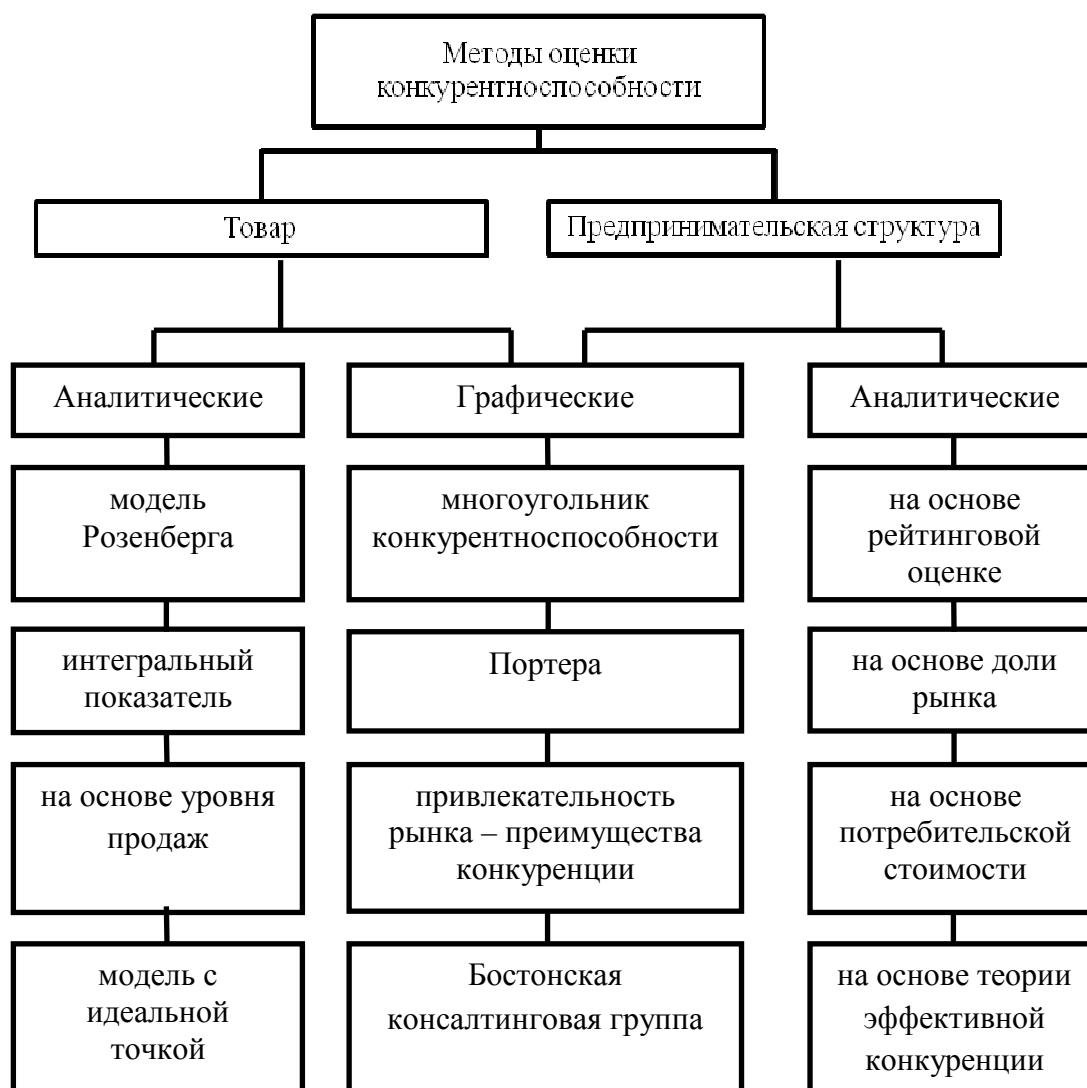 Методы оценки
конкурентноспособности
Товар
Предпринимательская структура
Аналитические
Графические
Аналитические
модель
Розенберга
многоугольник
конкурентноспособности
на основе
рейтинговой
оценке
интегральный
показатель
Портера
на основе доли
рынка
на основе уровня
продаж
привлекательность
рынка – преимущества
конкуренции
на основе
потребительской
стоимости
модель с
идеальной
точкой
Бостонская
консалтинговая группа
на основе теории
эффективной
конкуренции